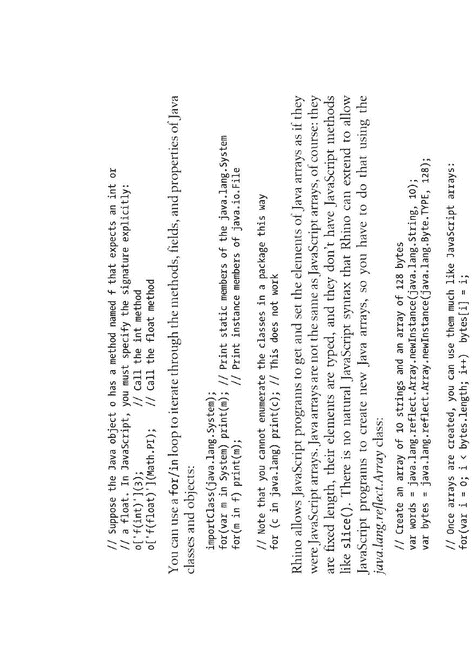 // Suppose the Java object o has a method named f that expects an int or
// a float. In JavaScript, you must specify the signature explicitly:
o['f(int)'](3);         // Call the int method
o['f(float)'](Math.PI);   // Call the float method
You can use a for/in loop to iterate through the methods, fields, and properties of Java
classes and objects:
importClass(java.lang.System);
for(var m in System) print(m); // Print static members of the java.lang.System
for(m in f) print(m);         // Print instance members of java.io.File
// Note that you cannot enumerate the classes in a package this way
for (c in java.lang) print(c); // This does not work
Rhino allows JavaScript programs to get and set the elements of Java arrays as if they
were JavaScript arrays. Java arrays are not the same as JavaScript arrays, of course: they
are fixed length, their elements are typed, and they don't have JavaScript methods
like slice(). There is no natural JavaScript syntax that Rhino can extend to allow
JavaScript programs to create new Java arrays, so you have to do that using the
java.lang.reflect.Array class:
// Create an array of 10 strings and an array of 128 bytes
var words = java.lang.reflect.Array.newInstance(java.lang.String, 10);
var bytes = java.lang.reflect.Array.newInstance(java.lang.Byte.TYPE, 128);
// Once arrays are created, you can use them much like JavaScript arrays:
for(var i = 0; i < bytes.length; i++)  bytes[i] = i;